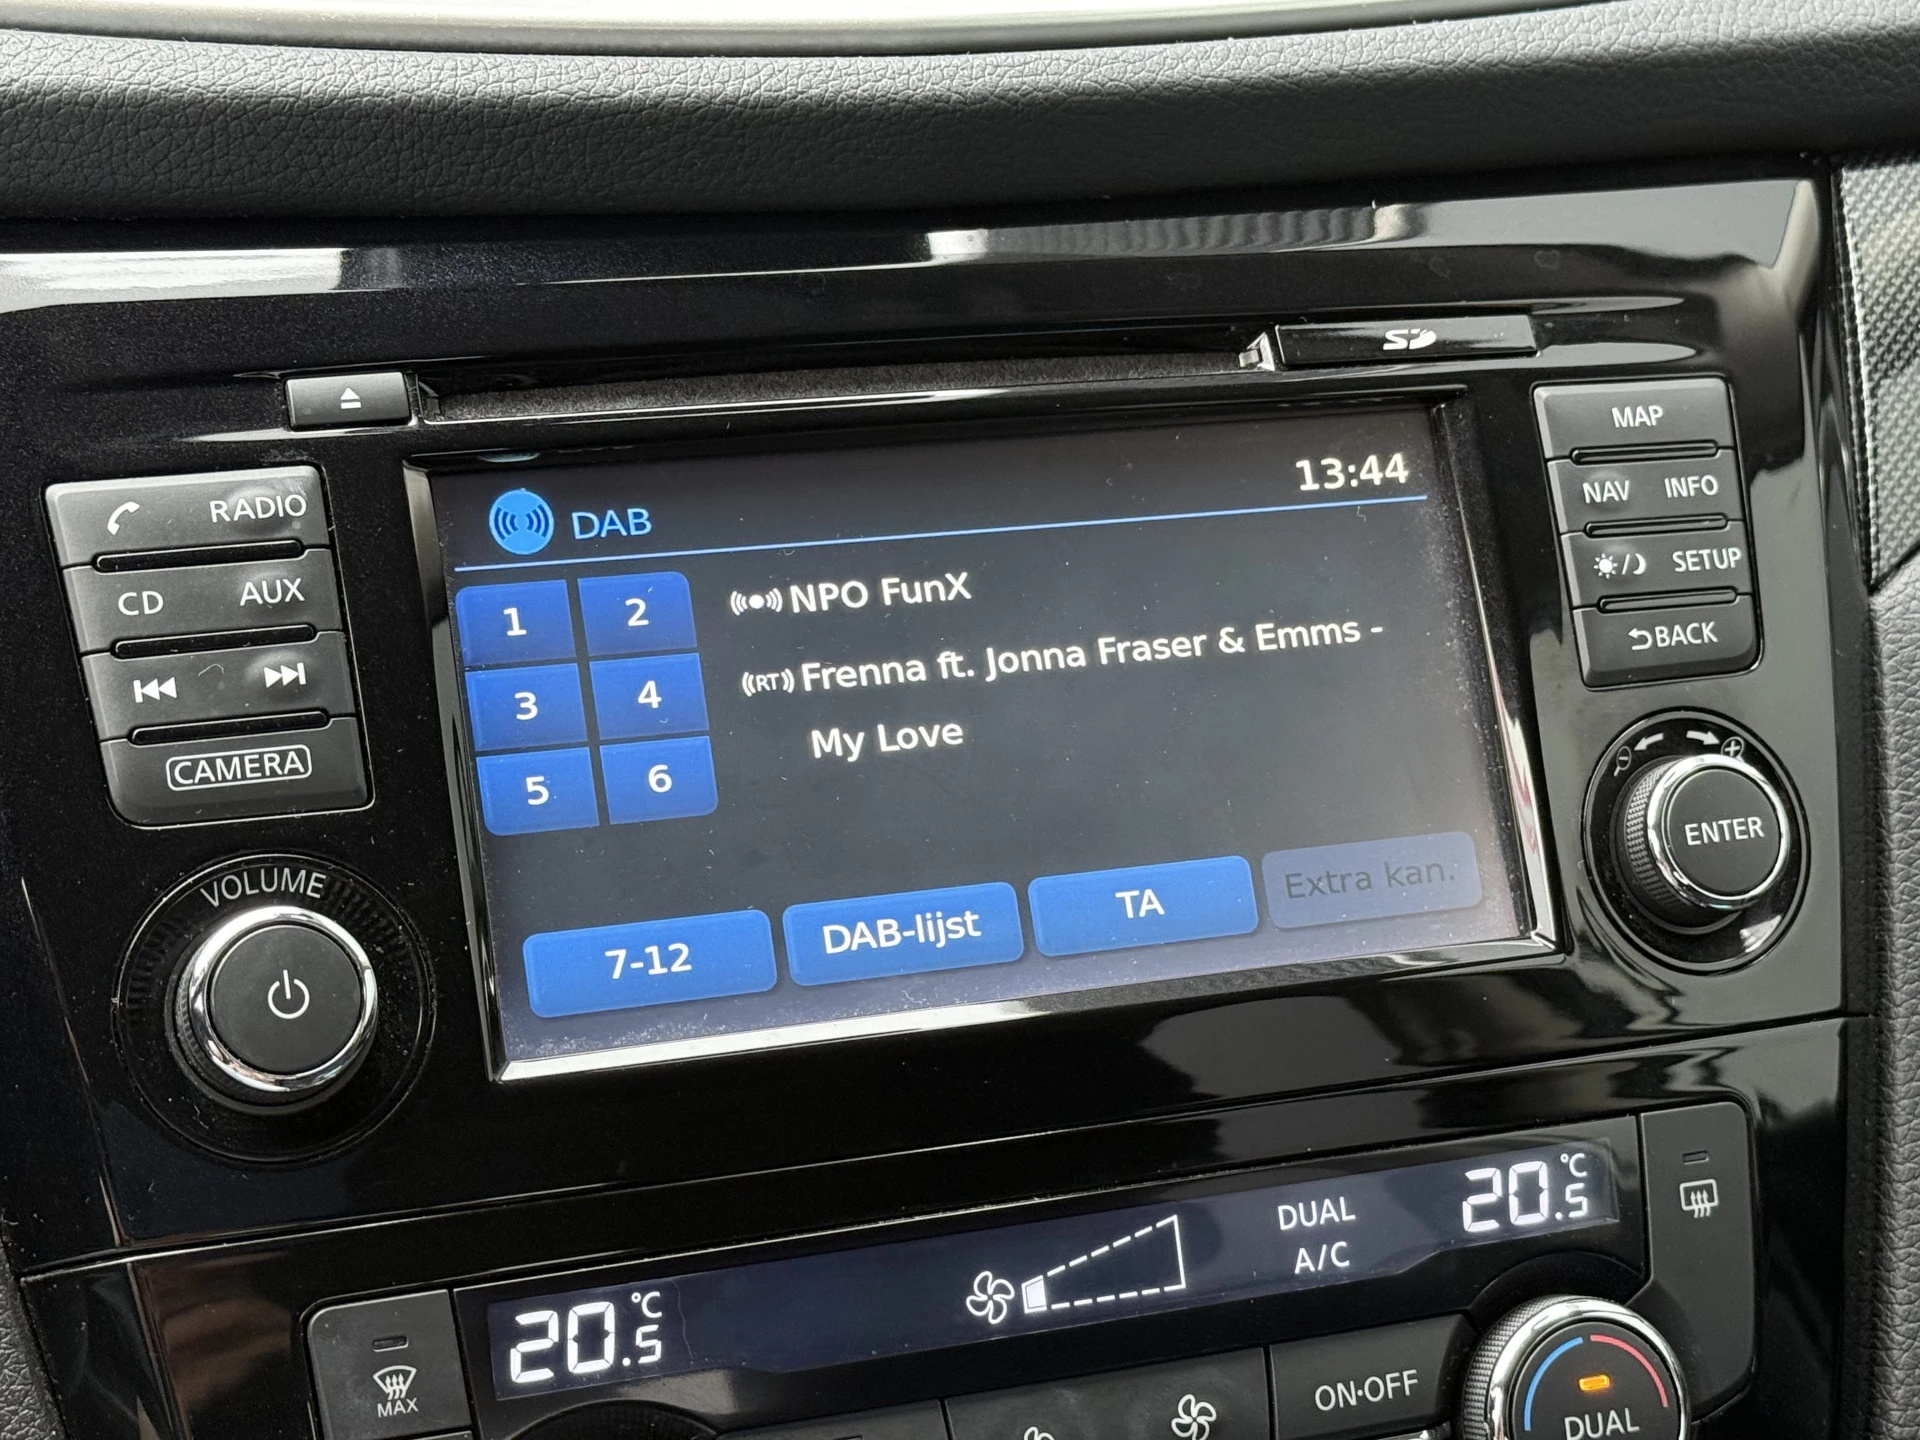 SD
MAP
NAV INFO
SETUP
BACK
ENTER
RADIO
CD AUX
CAMERA
VOLUME
13:44
DAB
1 2
3 4
5 6
NPO FunX
RT Frenna ft. Jonna Fraser & Emms -
My Love
7-12 DAB-lijst TA Extra kan.
20.5 °C
DUAL
A/C
20.5 °C
MAX
ON·OFF
DUAL